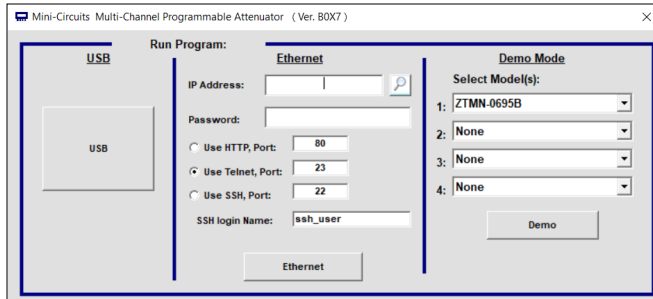 Mini-Circuits Multi-Channel Programmable Attenuator ( Ver. B0X7 )
Run Program:
USB
USB
Ethernet
IP Address:
Password:
Use HTTP, Port: 80
Use Telnet, Port: 23
Use SSH, Port: 22
SSH login Name: ssh_user
Ethernet
Demo Mode
Select Model(s):
1: ZTMN-0695B
2: None
3: None
4: None
Demo